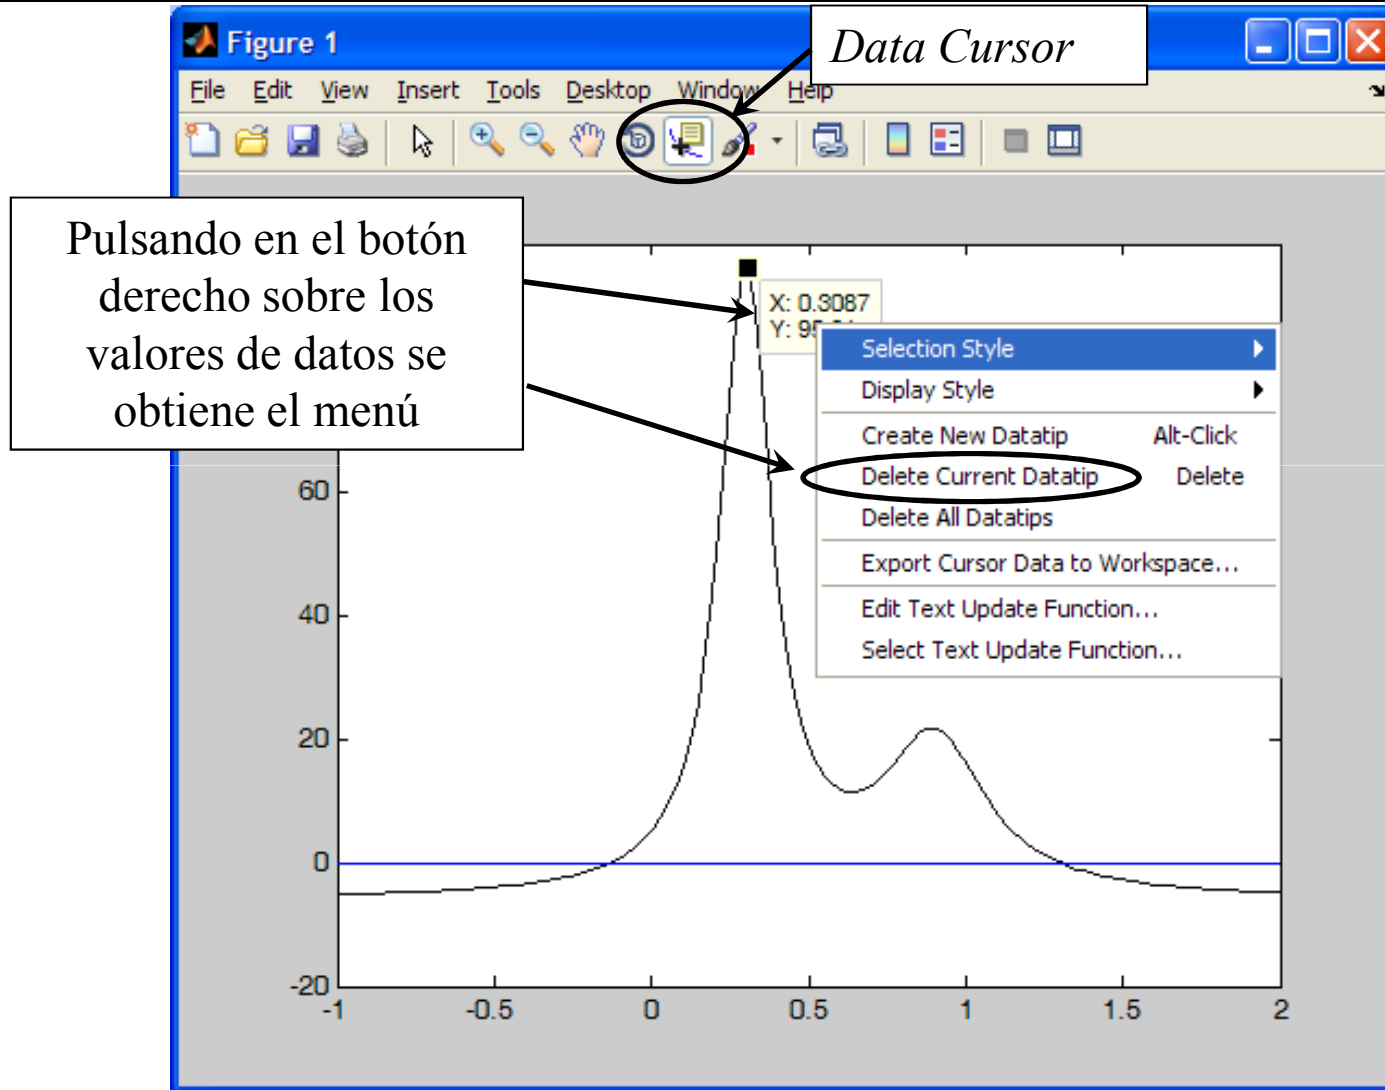 Figure 1
Data Cursor
File Edit View Insert Tools Desktop Window Help
Pulsando en el botón
derecho sobre los
valores de datos se
obtiene el menú
X: 0.3087
Y:
Selection Style
Display Style
Create New Datatip Alt-Click
Delete Current Datatip Delete
Delete All Datatips
Export Cursor Data to Workspace...
Edit Text Update Function...
Select Text Update Function...
60
40
20
0
-20
-1 -0.5 0 0.5 1 1.5 2